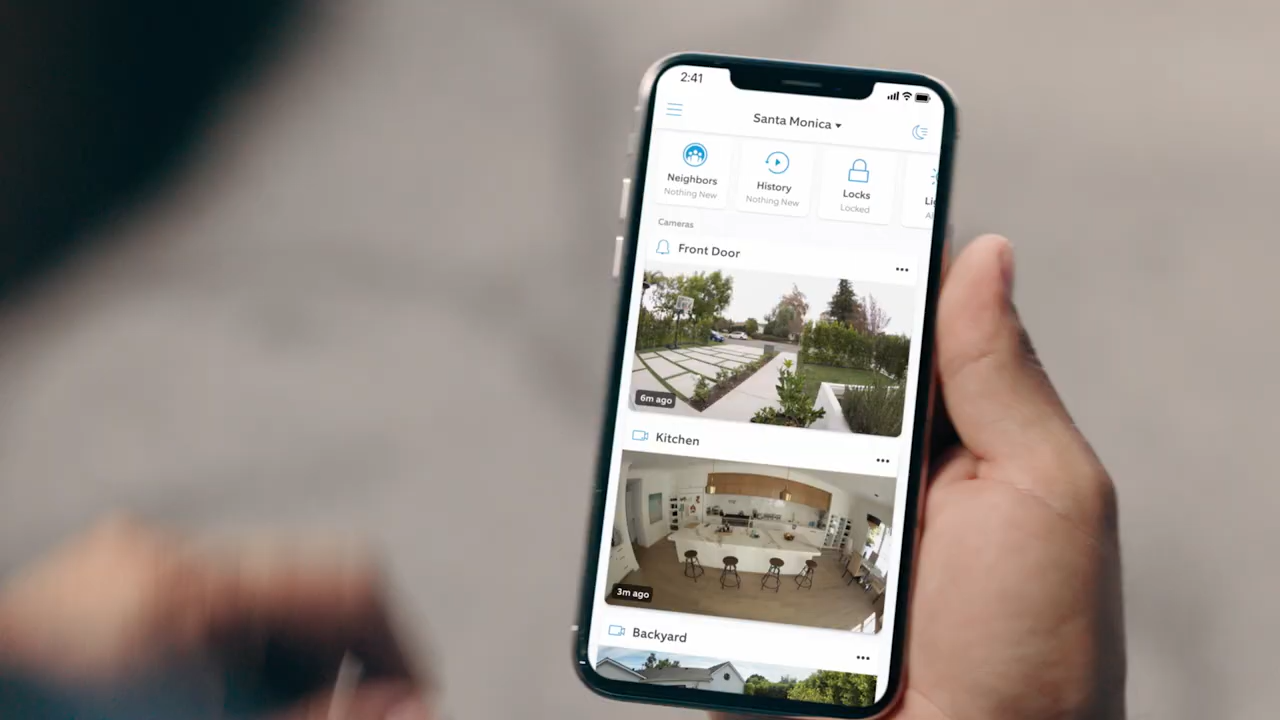 2:41
Santa Monica
Neighbors
Nothing New
History
Nothing New
Locks
Locked
Cameras
Front Door
6m ago
Kitchen
3m ago
Backyard